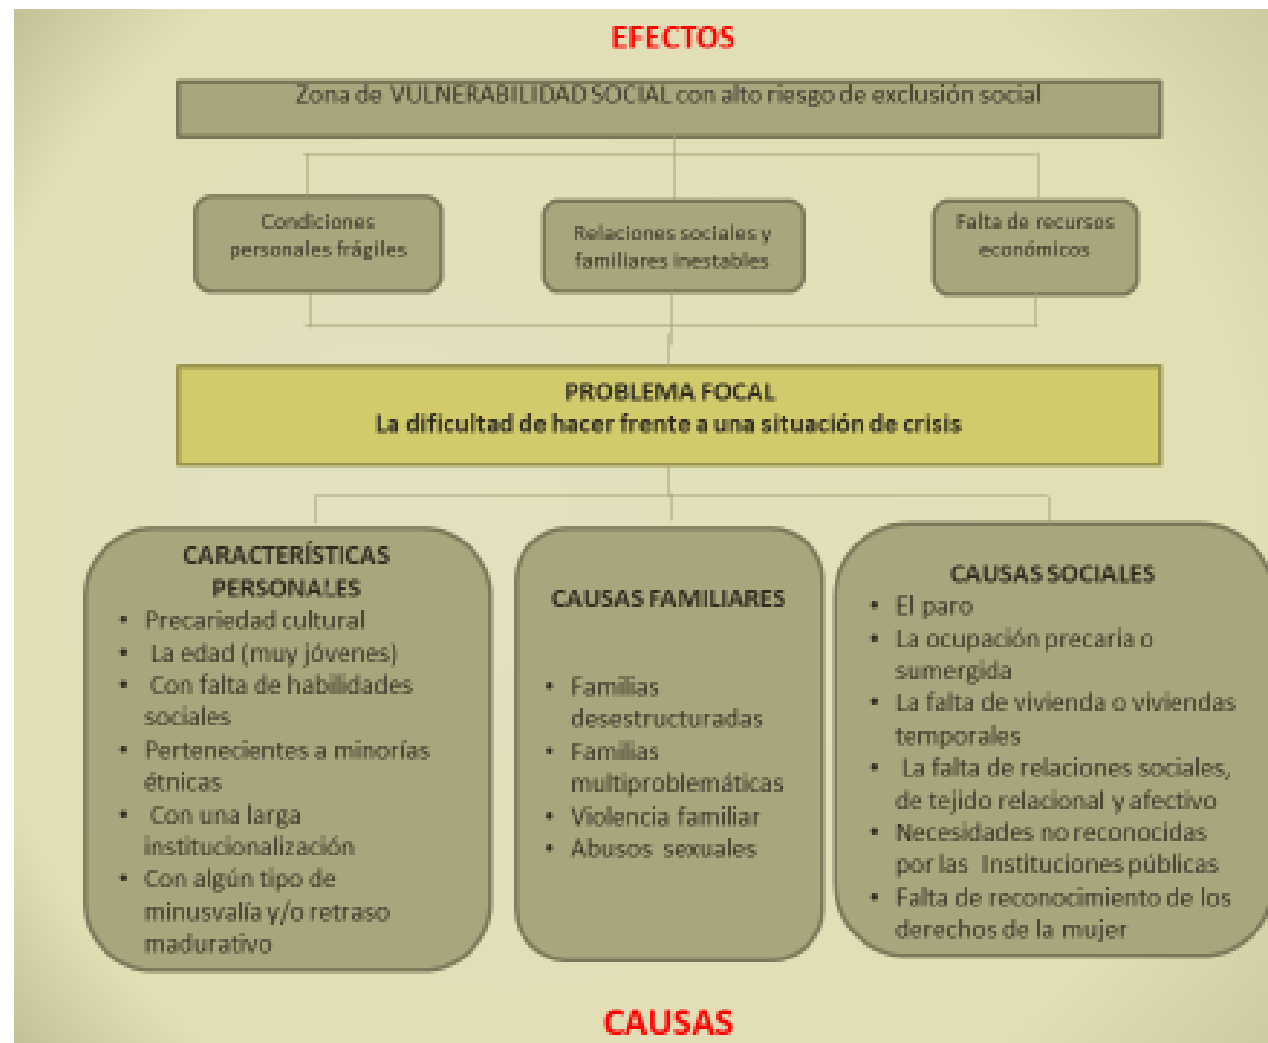 EFECTOS
Zona de VULNERABILIDAD SOCIAL con alto riesgo de exclusión social
Condiciones
personales frágiles
Relaciones sociales y
familiares inestables
Falta de recursos
económicos
PROBLEMA FOCAL
La dificultad de hacer frente a una situación de crisis
CARACTERÍSTICAS
PERSONALES
• Precariedad cultural
• La edad (muy jóvenes)
• Con falta de habilidades
sociales
• Pertenecientes a minorías
étnicas
• Con una larga
institucionalización
• Con algún tipo de
minusvalía y/o retraso
madurativo
CAUSAS FAMILIARES
• Familias
desestructuradas
• Familias
multiproblemáticas
• Violencia familiar
• Abusos sexuales
CAUSAS SOCIALES
• El paro
• La ocupación precaria o
sumergida
• La falta de vivienda o viviendas
temporales
• La falta de relaciones sociales,
de tejido relacional y afectivo
• Necesidades no reconocidas
por las Instituciones públicas
• Falta de reconocimiento de los
derechos de la mujer
CAUSAS